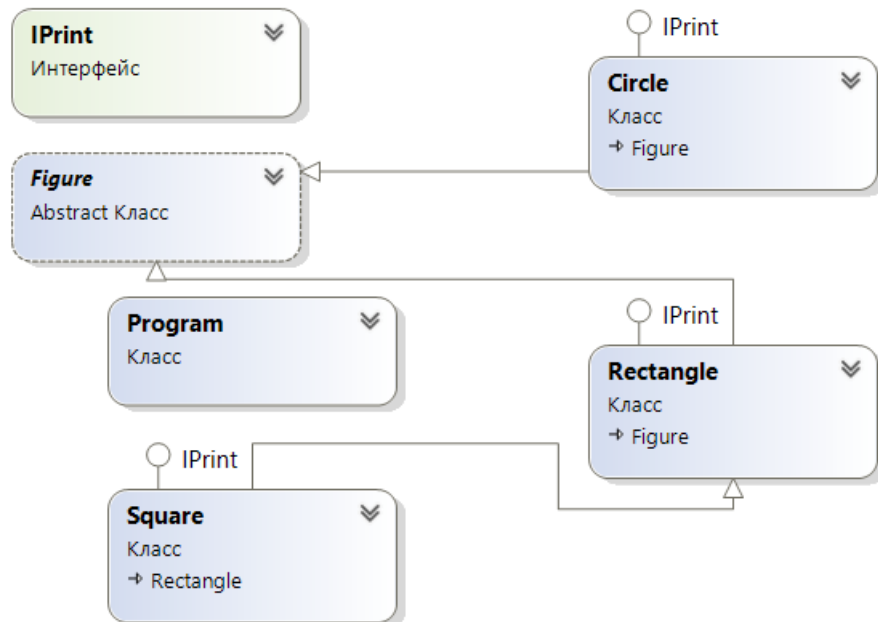 IPrint
Интерфейс
IPrint
Circle
Класс
Figure
Figure
Abstract Класс
Program
Класс
IPrint
Rectangle
Класс
Figure
IPrint
Square
Класс
Rectangle